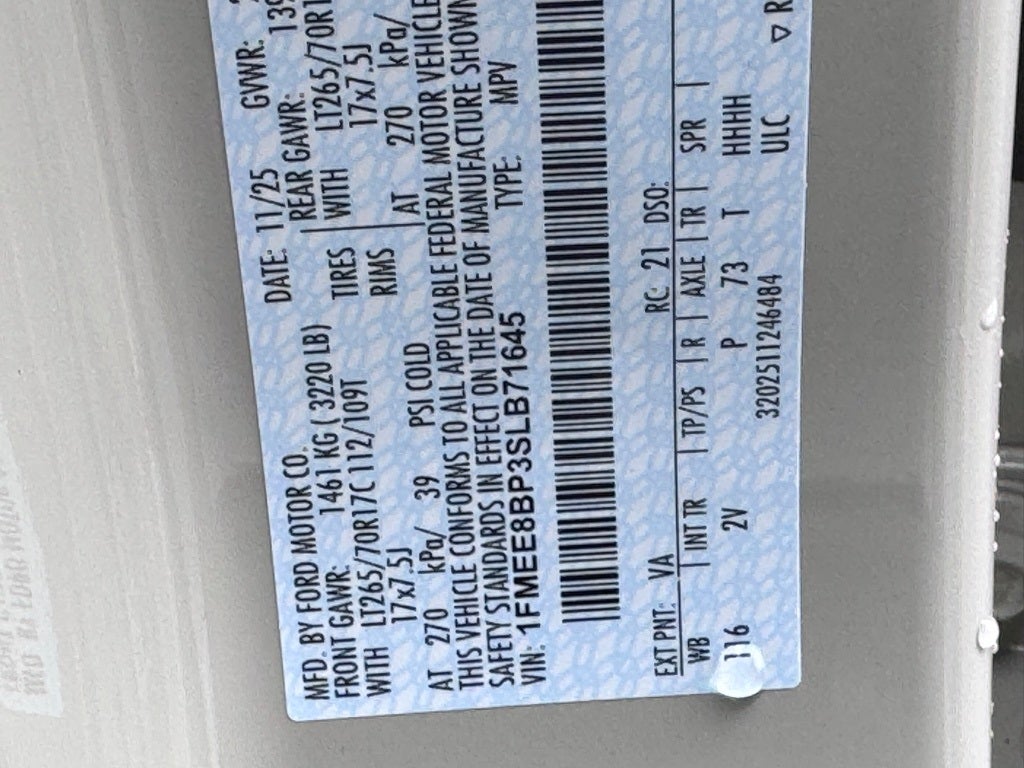 MFD. BY FORD MOTOR CO.
DATE: 11/25 GVWR:
FRONT GAWR: 1461 KG ( 3220 LB) REAR GAWR: 139
WITH LT265/70R17C 112/109T TIRES WITH LT265/70R1
17x7.5J RIMS 17x7.5J
AT 270 kPa/ 39 PSI COLD AT 270 kPa/
THIS VEHICLE CONFORMS TO ALL APPLICABLE FEDERAL MOTOR VEHICLE
SAFETY STANDARDS IN EFFECT ON THE DATE OF MANUFACTURE SHOWN
VIN: 1FMEE8BP3SLB71645 TYPE: MPV
EXT PNT: VA RC: 21 DSO:
WB | INT TR | TP/PS | R | AXLE | TR | SPR |
116 2V P 73 T HHHH
3202511246484 ULC
▽ R